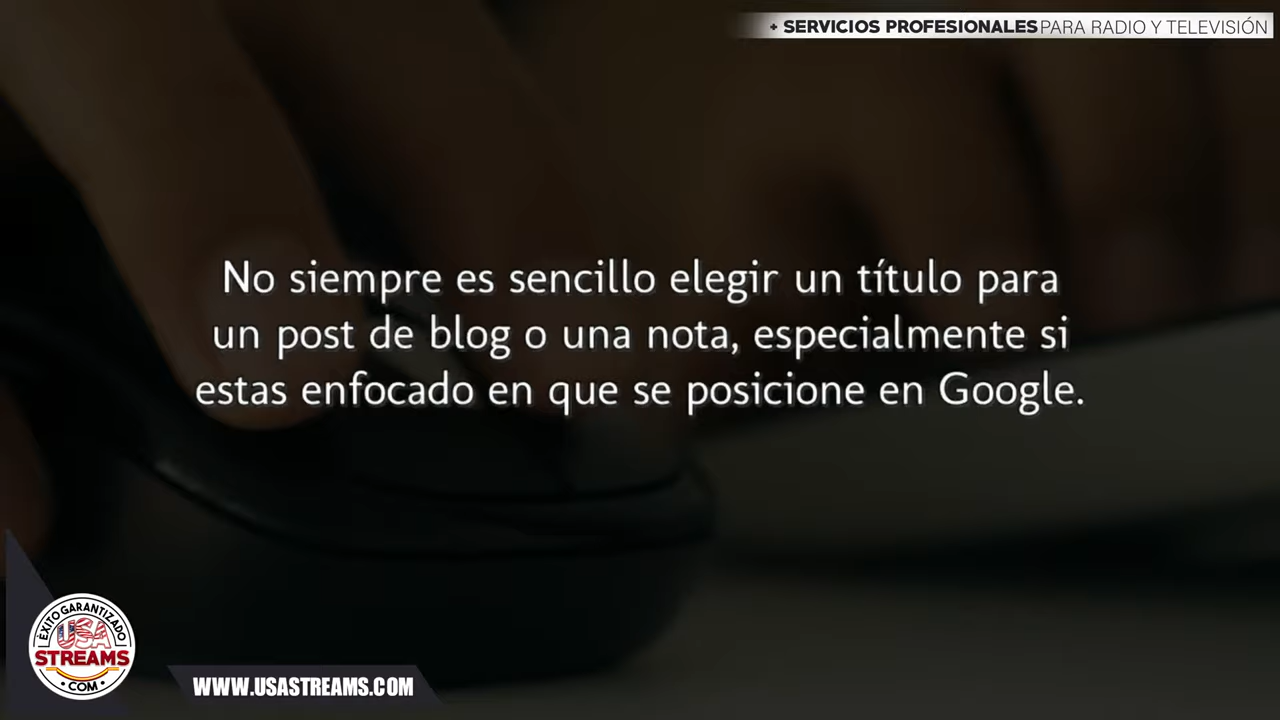 + SERVICIOS PROFESIONALES PARA RADIO Y TELEVISIÓN
No siempre es sencillo elegir un título para
un post de blog o una nota, especialmente si
estas enfocado en que se posicione en Google.
ÉXITO GARANTIZADO
USA
STREAMS
.COM
WWW.USASTREAMS.COM